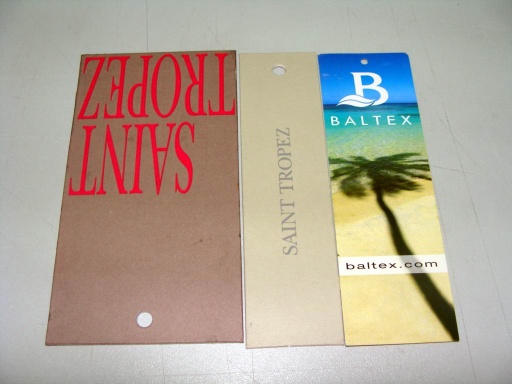 SAINT
TROPEZ
SAINT TROPEZ
B
BALTEX
baltex.com